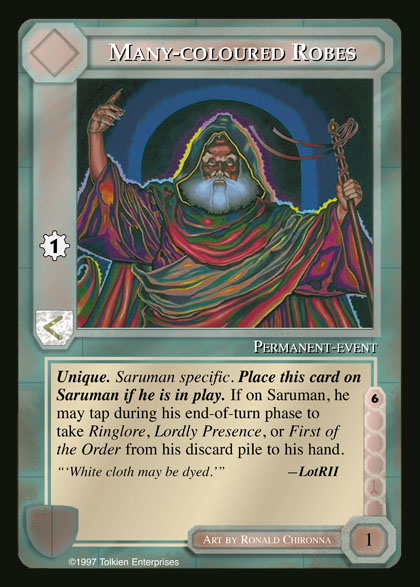 MANY-COLOURED ROBES
1
PERMANENT-EVENT
Unique. Saruman specific. Place this card on
Saruman if he is in play. If on Saruman, he
may tap during his end-of-turn phase to
take Ringlore, Lordly Presence, or First of
the Order from his discard pile to his hand.
6
“‘White cloth may be dyed.’” —LotRII
ART BY RONALD CHIRONNA
1
©1997 Tolkien Enterprises